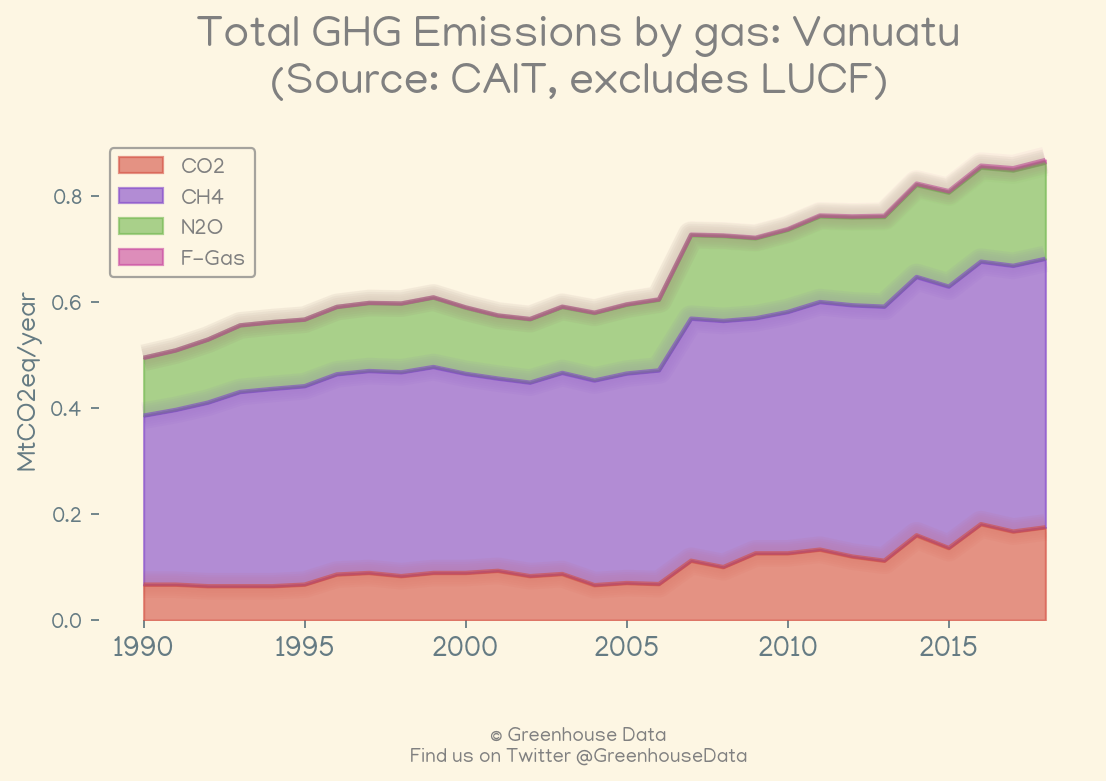 Total GHG Emissions by gas: Vanuatu
(Source: CAIT, excludes LUCF)
CO2
CH4
N2O
F-Gas
MtCO2eq/year
0.8
0.6
0.4
0.2
0.0
1990 1995 2000 2005 2010 2015
© Greenhouse Data
Find us on Twitter @GreenhouseData